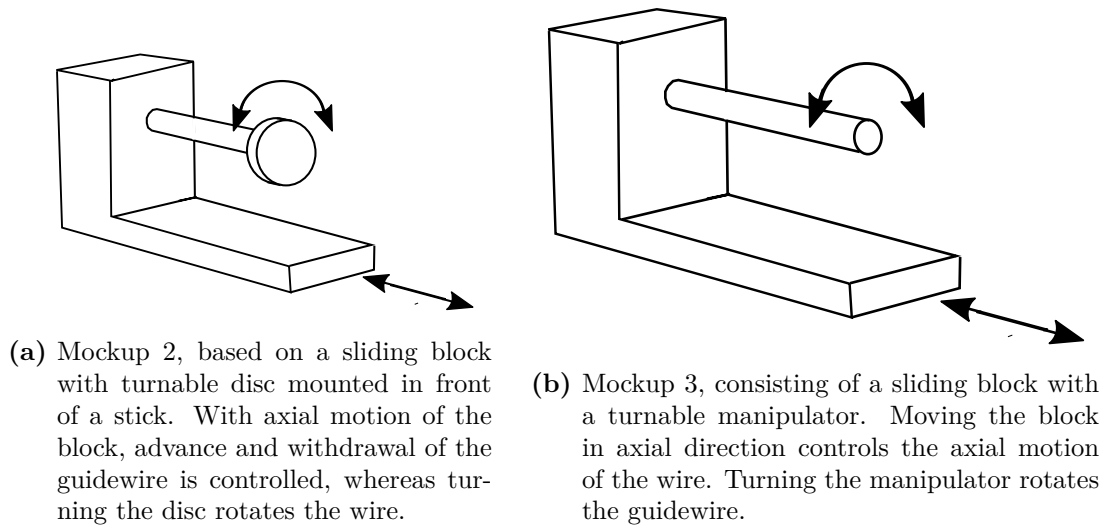 (a) Mockup 2, based on a sliding block
with turnable disc mounted in front
of a stick. With axial motion of the
block, advance and withdrawal of the
guidewire is controlled, whereas tur-
ning the disc rotates the wire.
(b) Mockup 3, consisting of a sliding block with
a turnable manipulator. Moving the block
in axial direction controls the axial motion
of the wire. Turning the manipulator rotates
the guidewire.